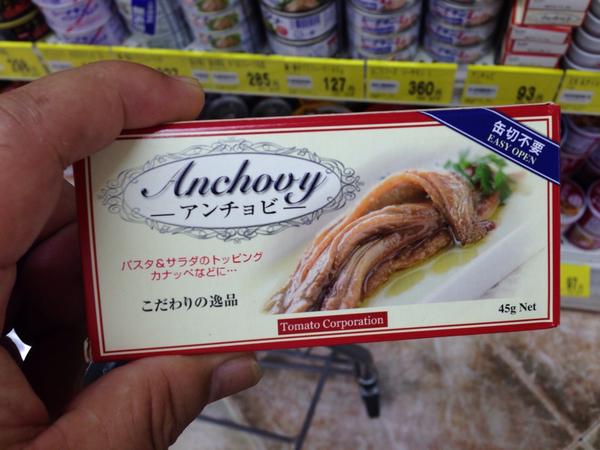 298
285
127
360
93
缶切不要
EASY OPEN
Anchovy
アンチョビ
パスタ&サラダのトッピング
カナッペなどに…
こだわりの逸品
45g Net
Tomato Corporation